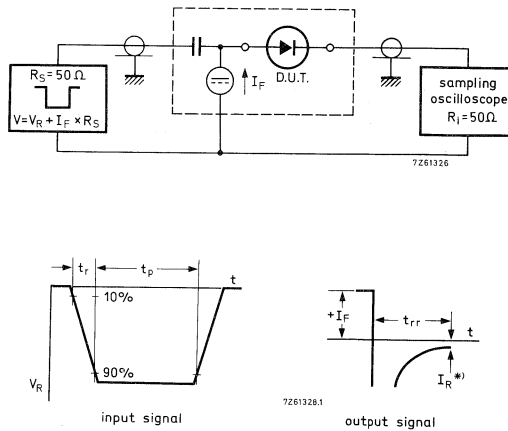 R_S = 50 Ω
V=V_R + I_F × R_S
I_F
D.U.T.
sampling
oscilloscope
R_i = 50Ω
7Z61326
t_r
t_p
t
10%
90%
V_R
input signal
+I_F
t_rr
t
I_R *)
7Z61328.1
output signal